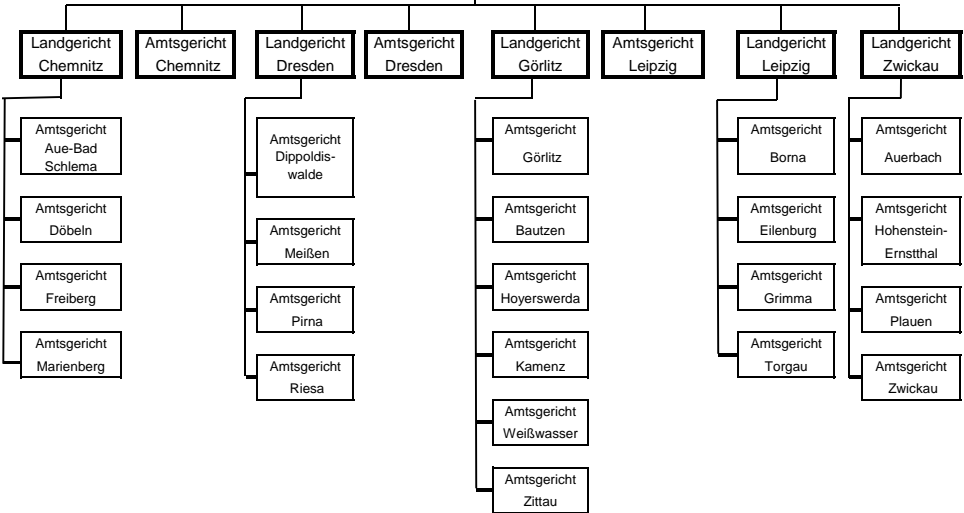 Landgericht
Chemnitz
Amtsgericht
Chemnitz
Landgericht
Dresden
Amtsgericht
Dresden
Landgericht
Görlitz
Amtsgericht
Leipzig
Landgericht
Leipzig
Landgericht
Zwickau
Amtsgericht
Aue-Bad
Schlema
Amtsgericht
Döbeln
Amtsgericht
Freiberg
Amtsgericht
Marienberg
Amtsgericht
Dippoldis-
walde
Amtsgericht
Meißen
Amtsgericht
Pirna
Amtsgericht
Riesa
Amtsgericht
Görlitz
Amtsgericht
Bautzen
Amtsgericht
Hoyerswerda
Amtsgericht
Kamenz
Amtsgericht
Weißwasser
Amtsgericht
Zittau
Amtsgericht
Borna
Amtsgericht
Eilenburg
Amtsgericht
Grimma
Amtsgericht
Torgau
Amtsgericht
Auerbach
Amtsgericht
Hohenstein-
Ernstthal
Amtsgericht
Plauen
Amtsgericht
Zwickau